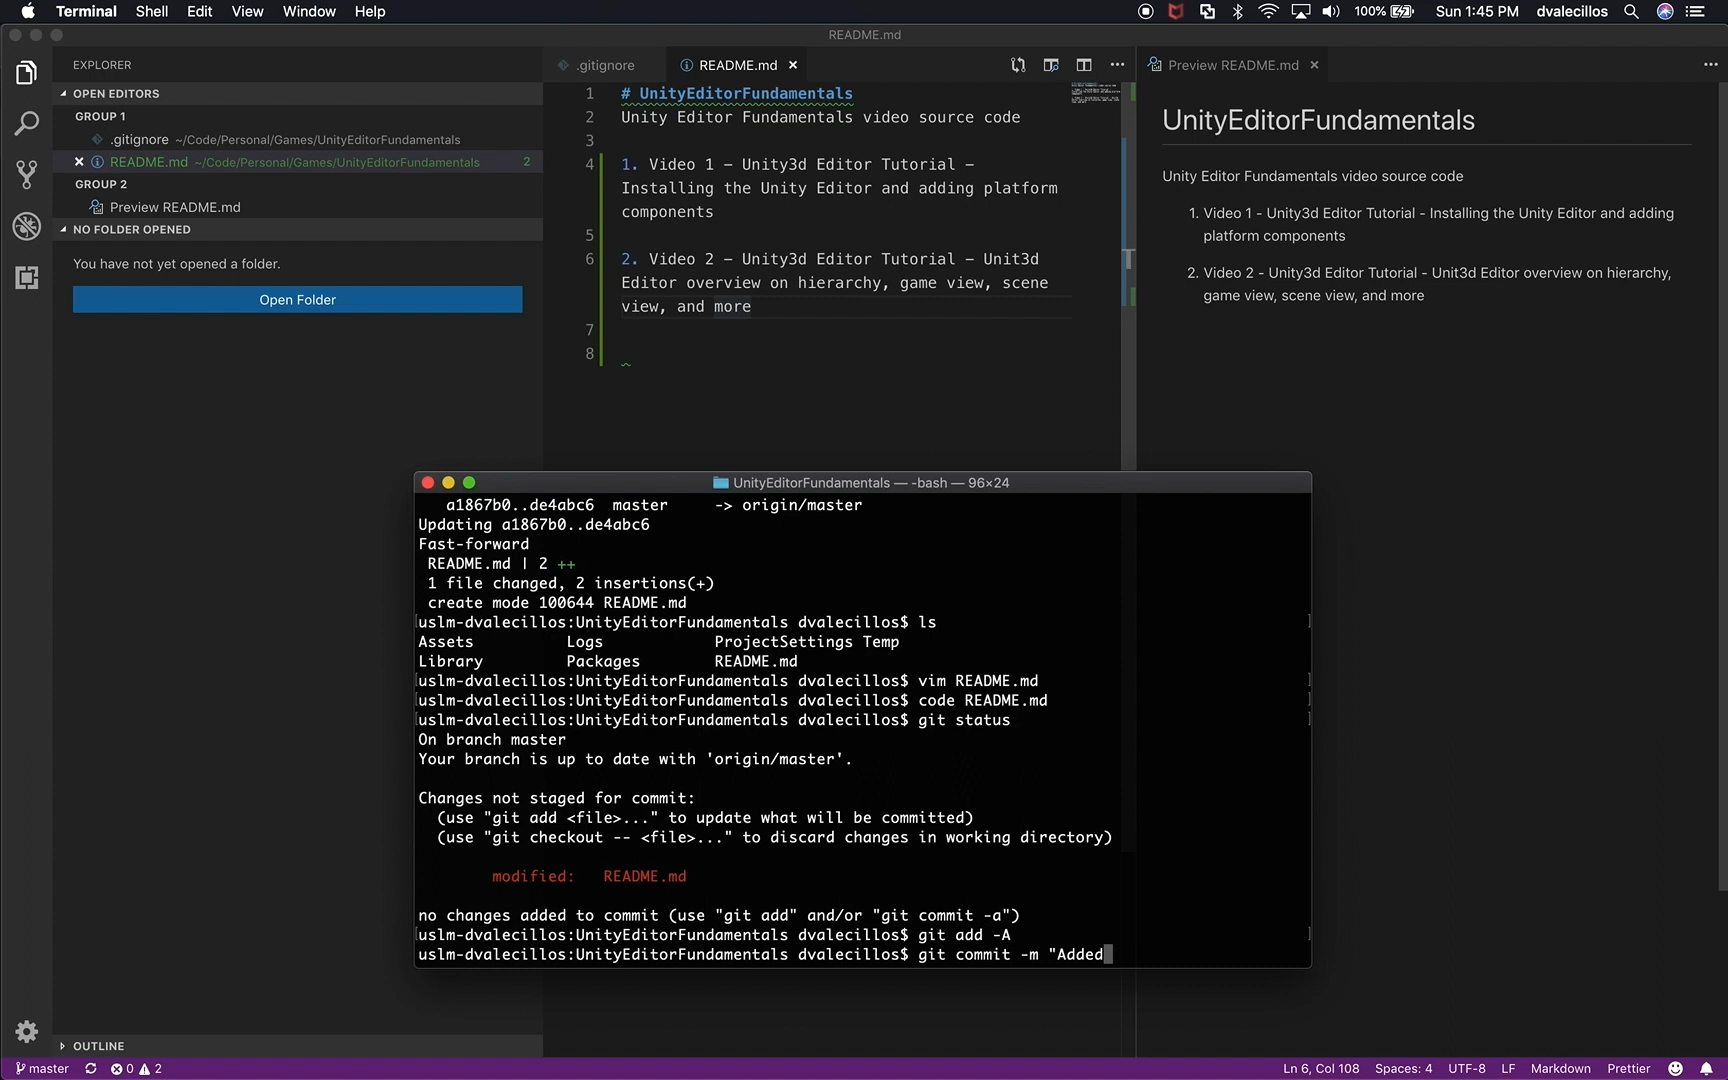 Terminal Shell Edit View Window Help 100% Sun 1:45 PM dvalecillos
README.md
EXPLORER
OPEN EDITORS
GROUP 1
.gitignore ~/Code/Personal/Games/UnityEditorFundamentals
README.md ~/Code/Personal/Games/UnityEditorFundamentals 2
GROUP 2
Preview README.md
NO FOLDER OPENED
You have not yet opened a folder.
Open Folder
OUTLINE
.gitignore README.md
1 # UnityEditorFundamentals
2 Unity Editor Fundamentals video source code
3
4 1. Video 1 - Unity3d Editor Tutorial -
Installing the Unity Editor and adding platform
components
5
6 2. Video 2 - Unity3d Editor Tutorial - Unit3d
Editor overview on hierarchy, game view, scene
view, and more
7
8
Preview README.md
UnityEditorFundamentals
Unity Editor Fundamentals video source code
1. Video 1 - Unity3d Editor Tutorial - Installing the Unity Editor and adding
platform components
2. Video 2 - Unity3d Editor Tutorial - Unit3d Editor overview on hierarchy,
game view, scene view, and more
UnityEditorFundamentals — -bash — 96×24
a1867b0..de4abc6 master -> origin/master
Updating a1867b0..de4abc6
Fast-forward
README.md | 2 ++
1 file changed, 2 insertions(+)
create mode 100644 README.md
uslm-dvalecillos:UnityEditorFundamentals dvalecillos$ ls
Assets Logs ProjectSettings Temp
Library Packages README.md
uslm-dvalecillos:UnityEditorFundamentals dvalecillos$ vim README.md
uslm-dvalecillos:UnityEditorFundamentals dvalecillos$ code README.md
uslm-dvalecillos:UnityEditorFundamentals dvalecillos$ git status
On branch master
Your branch is up to date with 'origin/master'.
Changes not staged for commit:
(use "git add <file>..." to update what will be committed)
(use "git checkout -- <file>..." to discard changes in working directory)
modified: README.md
no changes added to commit (use "git add" and/or "git commit -a")
uslm-dvalecillos:UnityEditorFundamentals dvalecillos$ git add -A
uslm-dvalecillos:UnityEditorFundamentals dvalecillos$ git commit -m "Added
master 0 2 Ln 6, Col 108 Spaces: 4 UTF-8 LF Markdown Prettier